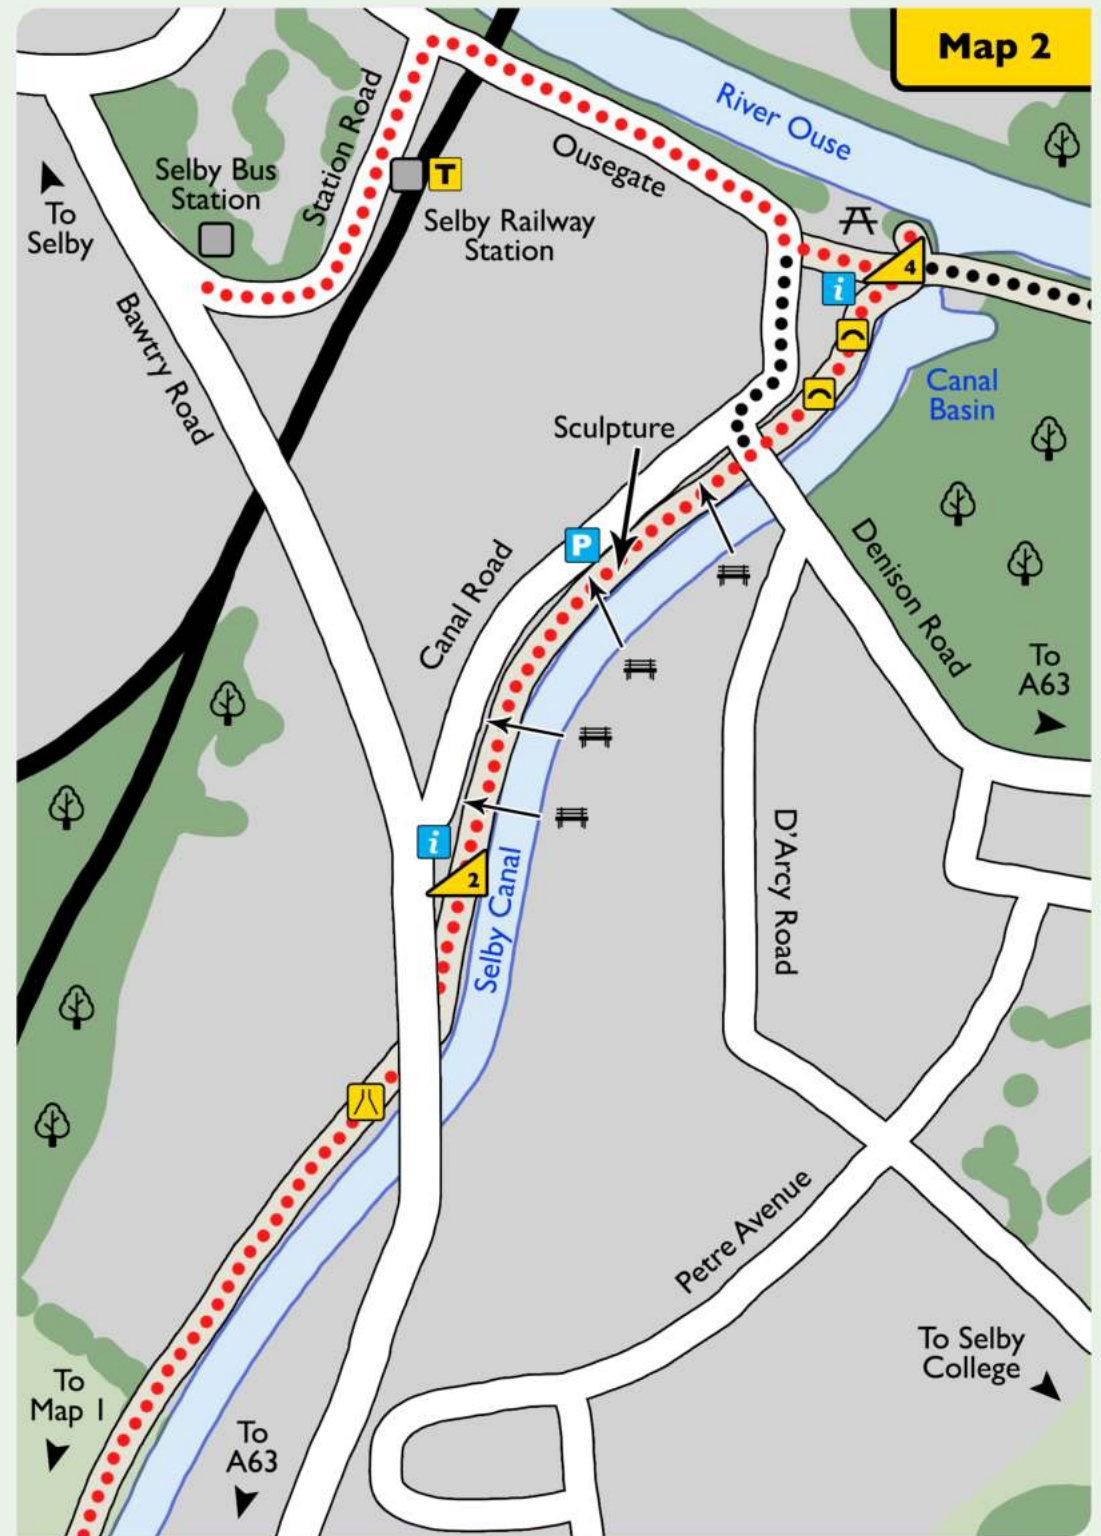 Map 2
River Ouse
Station Road
Ousegate
Selby Bus
Station
T
Selby Railway
Station
To
Selby
4
i
Bawtry Road
Canal
Basin
Sculpture
P
Canal Road
Denison Road
To
A63
i
2
Selby Canal
D'Arcy Road
Petre Avenue
To Selby
College
To
Map 1
To
A63